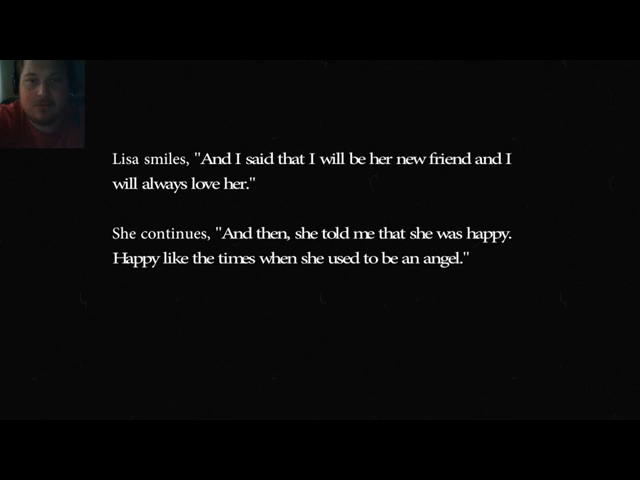 Lisa smiles, "And I said that I will be her new friend and I
will always love her."
She continues, "And then, she told me that she was happy.
Happy like the times when she used to be an angel."